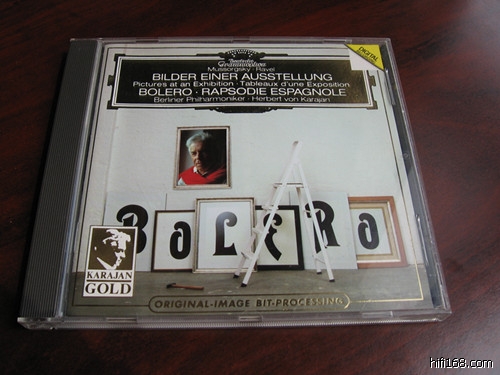 Deutsche
Grammophon
Mussorgsky · Ravel
BILDER EINER AUSSTELLUNG
Pictures at an Exhibition · Tableaux d'une Exposition
BOLERO · RAPSODIE ESPAGNOLE
Berliner Philharmoniker · Herbert von Karajan
DIGITAL
BOLERO
KARAJAN
GOLD
ORIGINAL-IMAGE BIT-PROCESSING
hifi168.com